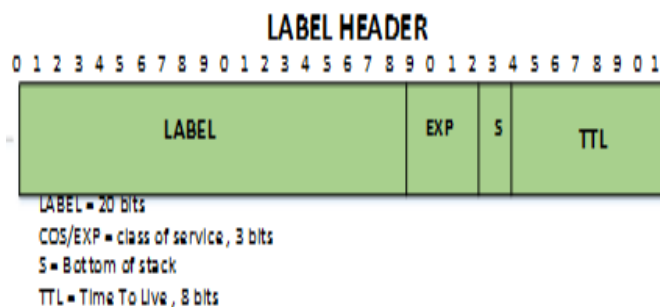 LABEL HEADER
0 1 2 3 4 5 6 7 8 9 0 1 2 3 4 5 6 7 8 9 0 1 2 3 4 5 6 7 8 9 0 1
LABEL EXP S TTL
LABEL = 20 bits
COS/EXP = class of service, 3 bits
S = Bottom of stack
TTL = Time To Live, 8 bits